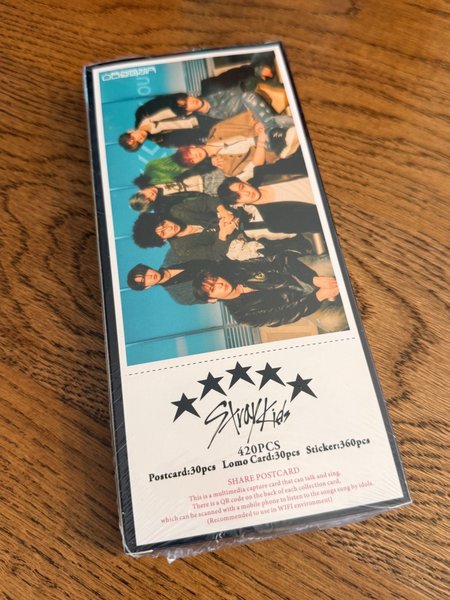 Stray Kids
420PCS
Postcard:30pcs Lomo Card:30pcs Sticker:360pcs
SHARE POSTCARD
This is a multimedia capture card that can talk and sing.
There is a QR code on the back of each collection card,
which can be scanned with a mobile phone to listen to the songs sung by idols.
(Recommended to use in WIFI environment)